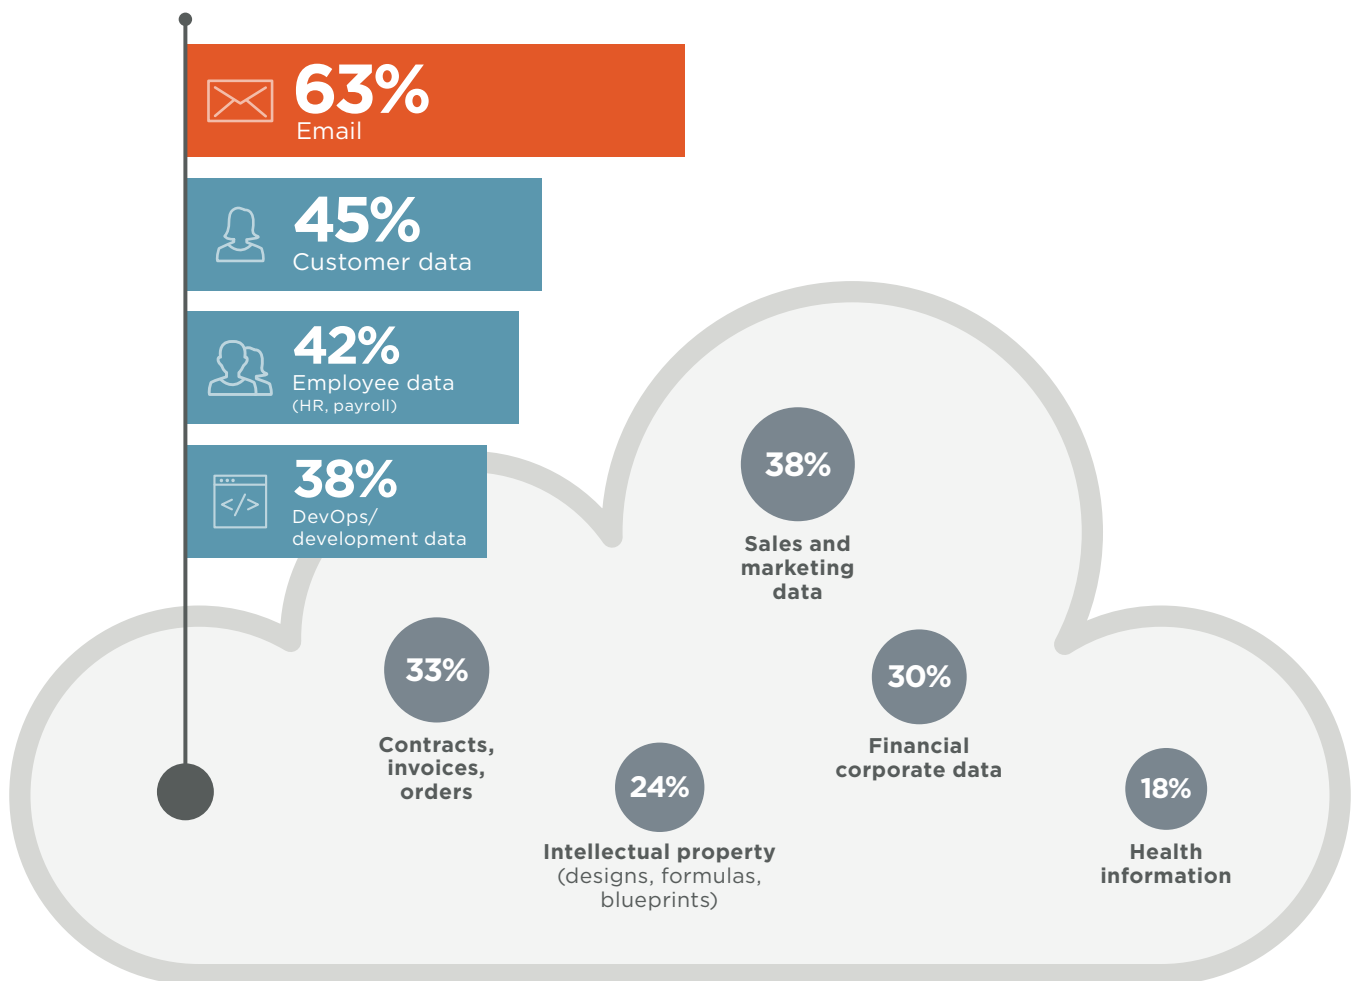 63%
Email
45%
Customer data
42%
Employee data
(HR, payroll)
38%
DevOps/
development data
</>
38%
Sales and
marketing
data
33%
Contracts,
invoices,
orders
30%
Financial
corporate data
24%
Intellectual property
(designs, formulas,
blueprints)
18%
Health
information